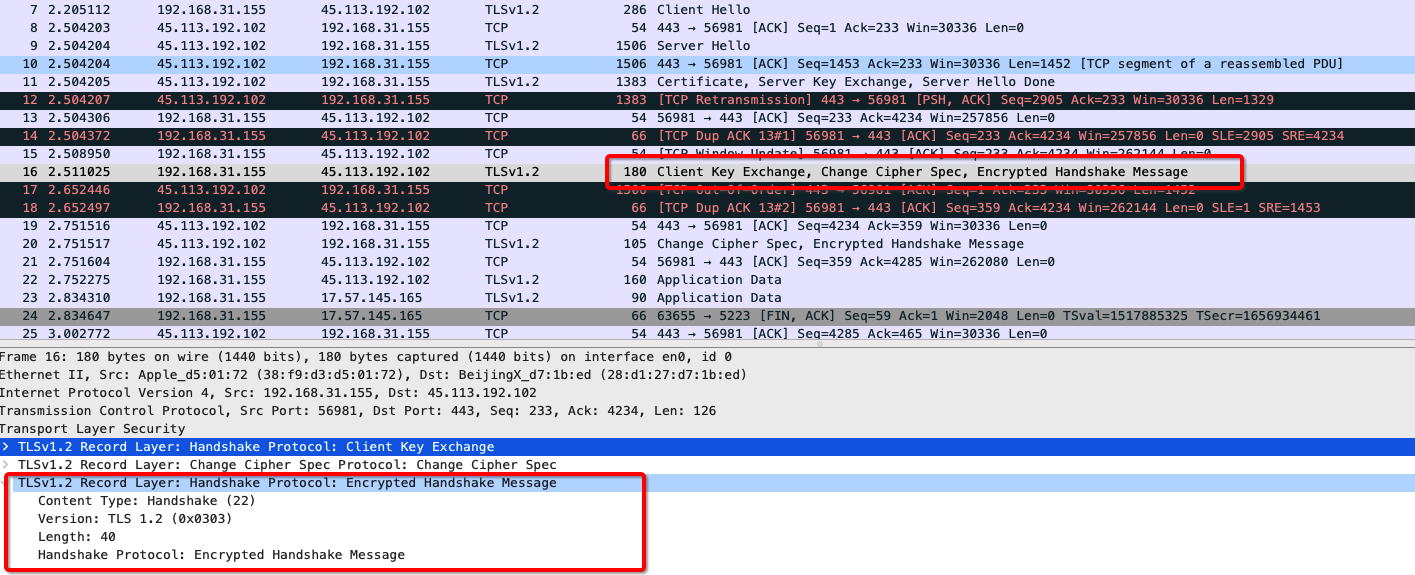 7 2.205112 192.168.31.155 45.113.192.102 TLSv1.2 286 Client Hello
8 2.504203 45.113.192.102 192.168.31.155 TCP 54 443 → 56981 [ACK] Seq=1 Ack=233 Win=30336 Len=0
9 2.504204 45.113.192.102 192.168.31.155 TLSv1.2 1506 Server Hello
10 2.504204 45.113.192.102 192.168.31.155 TCP 1506 443 → 56981 [ACK] Seq=1453 Ack=233 Win=30336 Len=1452 [TCP segment of a reassembled PDU]
11 2.504205 45.113.192.102 192.168.31.155 TLSv1.2 1383 Certificate, Server Key Exchange, Server Hello Done
12 2.504207 45.113.192.102 192.168.31.155 TCP 1383 [TCP Retransmission] 443 → 56981 [PSH, ACK] Seq=2905 Ack=233 Win=30336 Len=1329
13 2.504306 192.168.31.155 45.113.192.102 TCP 54 56981 → 443 [ACK] Seq=233 Ack=4234 Win=257856 Len=0
14 2.504372 192.168.31.155 45.113.192.102 TCP 66 [TCP Dup ACK 13#1] 56981 → 443 [ACK] Seq=233 Ack=4234 Win=257856 Len=0 SLE=2905 SRE=4234
15 2.508950 192.168.31.155 45.113.192.102 TCP 54 [TCP Window Update] 56981 → 443 [ACK] Seq=233 Ack=4234 Win=262144 Len=0
16 2.511025 192.168.31.155 45.113.192.102 TLSv1.2 180 Client Key Exchange, Change Cipher Spec, Encrypted Handshake Message
17 2.652446 45.113.192.102 192.168.31.155 TCP 1506 [TCP Out-Of-Order] 443 → 56981 [ACK] Seq=1 Ack=233 Win=30336 Len=1452
18 2.652497 192.168.31.155 45.113.192.102 TCP 66 [TCP Dup ACK 13#2] 56981 → 443 [ACK] Seq=359 Ack=4234 Win=262144 Len=0 SLE=1 SRE=1453
19 2.751516 45.113.192.102 192.168.31.155 TCP 54 443 → 56981 [ACK] Seq=4234 Ack=359 Win=30336 Len=0
20 2.751517 45.113.192.102 192.168.31.155 TLSv1.2 105 Change Cipher Spec, Encrypted Handshake Message
21 2.751604 192.168.31.155 45.113.192.102 TCP 54 56981 → 443 [ACK] Seq=359 Ack=4285 Win=262080 Len=0
22 2.752275 192.168.31.155 45.113.192.102 TLSv1.2 160 Application Data
23 2.834310 192.168.31.155 17.57.145.165 TLSv1.2 90 Application Data
24 2.834647 192.168.31.155 17.57.145.165 TCP 66 63655 → 5223 [FIN, ACK] Seq=59 Ack=1 Win=2048 Len=0 TSval=1517885325 TSecr=1656934461
25 3.002772 45.113.192.102 192.168.31.155 TCP 54 443 → 56981 [ACK] Seq=4285 Ack=465 Win=30336 Len=0
Frame 16: 180 bytes on wire (1440 bits), 180 bytes captured (1440 bits) on interface en0, id 0
Ethernet II, Src: Apple_d5:01:72 (38:f9:d3:d5:01:72), Dst: BeijingX_d7:1b:ed (28:d1:27:d7:1b:ed)
Internet Protocol Version 4, Src: 192.168.31.155, Dst: 45.113.192.102
Transmission Control Protocol, Src Port: 56981, Dst Port: 443, Seq: 233, Ack: 4234, Len: 126
Transport Layer Security
TLSv1.2 Record Layer: Handshake Protocol: Client Key Exchange
TLSv1.2 Record Layer: Change Cipher Spec Protocol: Change Cipher Spec
TLSv1.2 Record Layer: Handshake Protocol: Encrypted Handshake Message
Content Type: Handshake (22)
Version: TLS 1.2 (0x0303)
Length: 40
Handshake Protocol: Encrypted Handshake Message